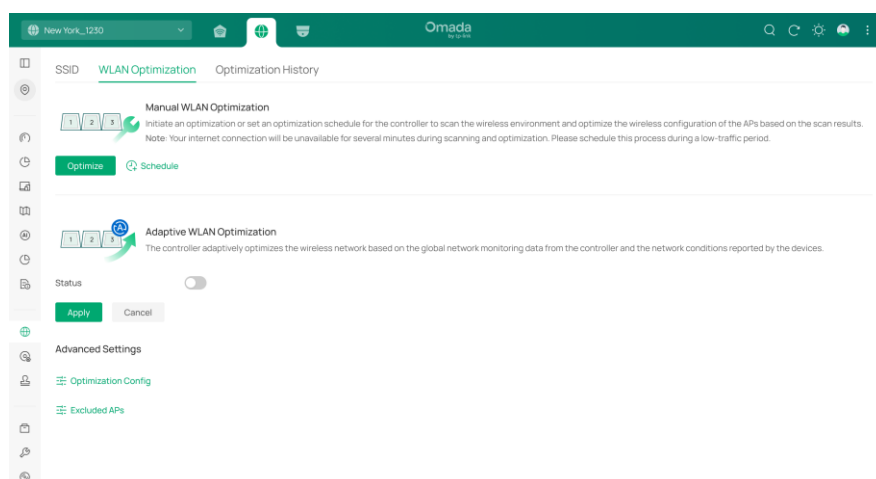 New York_1230
Omada
by tp-link
SSID WLAN Optimization Optimization History
Manual WLAN Optimization
1 2 3
Initiate an optimization or set an optimization schedule for the controller to scan the wireless environment and optimize the wireless configuration of the APs based on the scan results.
Note: Your internet connection will be unavailable for several minutes during scanning and optimization. Please schedule this process during a low-traffic period.
Optimize Schedule
A
Adaptive WLAN Optimization
1 2 3
The controller adaptively optimizes the wireless network based on the global network monitoring data from the controller and the network conditions reported by the devices.
AI
Status
Apply Cancel
Advanced Settings
Optimization Config
Excluded APs